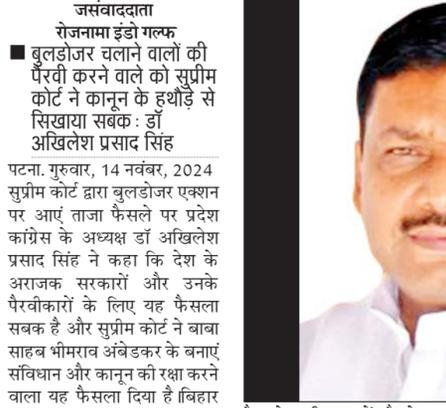 जसंवाददाता
रोजनामा इंडो गल्फ
■ बुलडोजर चलाने वालों की
पैरवी करने वाले को सुप्रीम
कोर्ट ने कानून के हथौड़े से
सिखाया सबक : डॉ
अखिलेश प्रसाद सिंह
पटना. गुरुवार, 14 नवंबर, 2024
सुप्रीम कोर्ट द्वारा बुलडोजर एक्शन
पर आएं ताजा फैसले पर प्रदेश
कांग्रेस के अध्यक्ष डॉ अखिलेश
प्रसाद सिंह ने कहा कि देश के
अराजक सरकारों और उनके
पैरवीकारों के लिए यह फैसला
सबक है और सुप्रीम कोर्ट ने बाबा
साहब भीमराव अंबेडकर के बनाएं
संविधान और कानून की रक्षा करने
वाला यह फैसला दिया है।बिहार